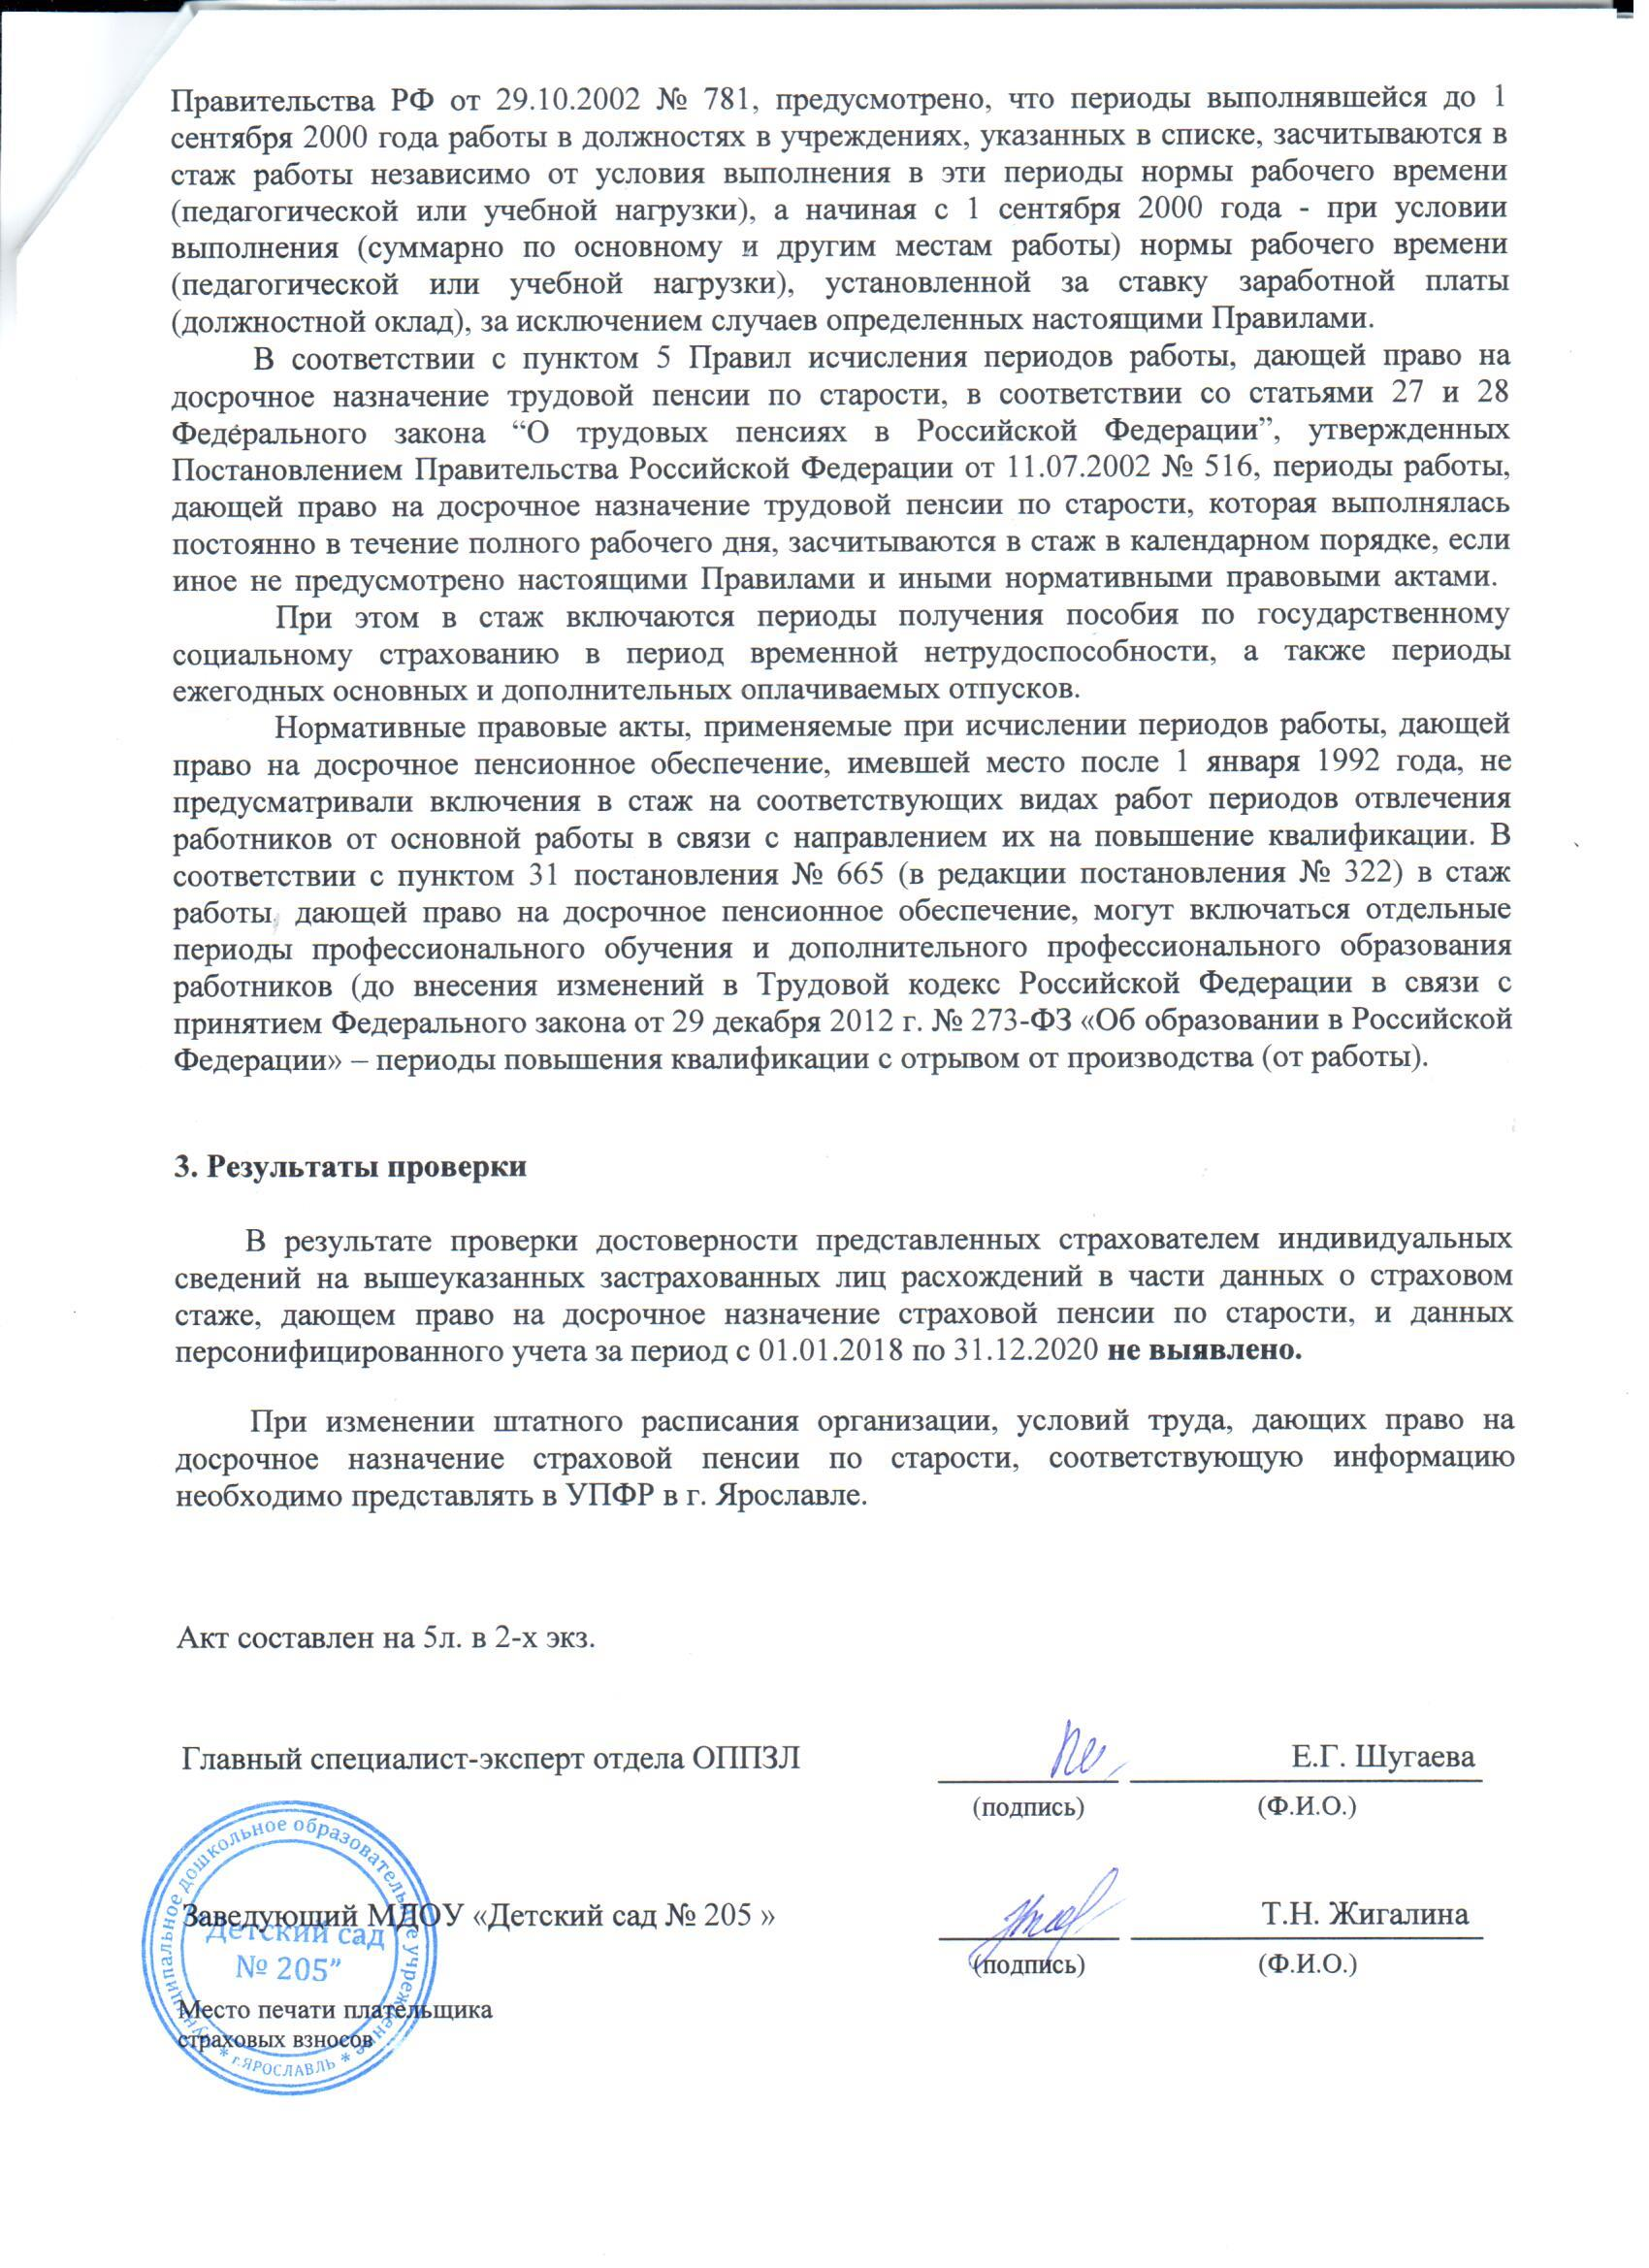 Правительства РФ от 29.10.2002 № 781, предусмотрено, что периоды выполнявшейся до 1
сентября 2000 года работы в должностях в учреждениях, указанных в списке, засчитываются в
стаж работы независимо от условия выполнения в эти периоды нормы рабочего времени
(педагогической или учебной нагрузки), а начиная с 1 сентября 2000 года - при условии
выполнения (суммарно по основному и другим местам работы) нормы рабочего времени
(педагогической или учебной нагрузки), установленной за ставку заработной платы
(должностной оклад), за исключением случаев определенных настоящими Правилами.
В соответствии с пунктом 5 Правил исчисления периодов работы, дающей право на
досрочное назначение трудовой пенсии по старости, в соответствии со статьями 27 и 28
Федерального закона “О трудовых пенсиях в Российской Федерации”, утвержденных
Постановлением Правительства Российской Федерации от 11.07.2002 № 516, периоды работы,
дающей право на досрочное назначение трудовой пенсии по старости, которая выполнялась
постоянно в течение полного рабочего дня, засчитываются в стаж в календарном порядке, если
иное не предусмотрено настоящими Правилами и иными нормативными правовыми актами.
При этом в стаж включаются периоды получения пособия по государственному
социальному страхованию в период временной нетрудоспособности, а также периоды
ежегодных основных и дополнительных оплачиваемых отпусков.
Нормативные правовые акты, применяемые при исчислении периодов работы, дающей
право на досрочное пенсионное обеспечение, имевшей место после 1 января 1992 года, не
предусматривали включения в стаж на соответствующих видах работ периодов отвлечения
работников от основной работы в связи с направлением их на повышение квалификации. В
соответствии с пунктом 31 постановления № 665 (в редакции постановления № 322) в стаж
работы, дающей право на досрочное пенсионное обеспечение, могут включаться отдельные
периоды профессионального обучения и дополнительного профессионального образования
работников (до внесения изменений в Трудовой кодекс Российской Федерации в связи с
принятием Федерального закона от 29 декабря 2012 г. № 273-ФЗ «Об образовании в Российской
Федерации» – периоды повышения квалификации с отрывом от производства (от работы).
3. Результаты проверки
В результате проверки достоверности представленных страхователем индивидуальных
сведений на вышеуказанных застрахованных лиц расхождений в части данных о страховом
стаже, дающем право на досрочное назначение страховой пенсии по старости, и данных
персонифицированного учета за период с 01.01.2018 по 31.12.2020 не выявлено.
При изменении штатного расписания организации, условий труда, дающих право на
досрочное назначение страховой пенсии по старости, соответствующую информацию
необходимо представлять в УПФР в г. Ярославле.
Акт составлен на 5л. в 2-х экз.
Главный специалист-эксперт отдела ОППЗЛ Е.Г. Шугаева
(подпись) (Ф.И.О.)
Заведующий МДОУ «Детский сад № 205 » Т.Н. Жигалина
(подпись) (Ф.И.О.)
Место печати плательщика
страховых взносов
муниципальное дошкольное образовательное учреждение
* г.ЯРОСЛАВЛЬ *
"Детский сад
№ 205”